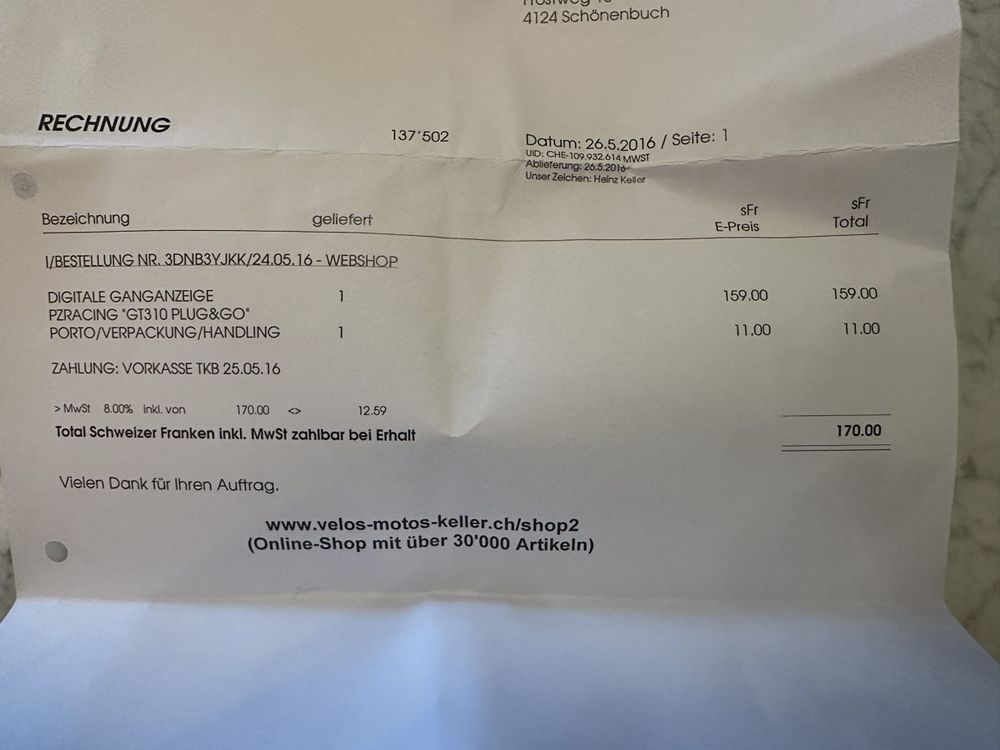 4124 Schönenbuch
RECHNUNG 137'502 Datum: 26.5.2016 / Seite: 1
UID: CHE-109.932.614 MWST
Ablieferung: 26.5.2016
Unser Zeichen: Heinz Keller
Bezeichnung geliefert sFr E-Preis sFr Total
I/BESTELLUNG NR. 3DNB3YJKK/24.05.16 - WEBSHOP
DIGITALE GANGANZEIGE 1 159.00 159.00
PZRACING "GT310 PLUG&GO"
PORTO/VERPACKUNG/HANDLING 1 11.00 11.00
ZAHLUNG: VORKASSE TKB 25.05.16
> MwSt 8.00% inkl. von 170.00 <> 12.59
Total Schweizer Franken inkl. MwSt zahlbar bei Erhalt 170.00
Vielen Dank für Ihren Auftrag.
www.velos-motos-keller.ch/shop2
(Online-Shop mit über 30'000 Artikeln)